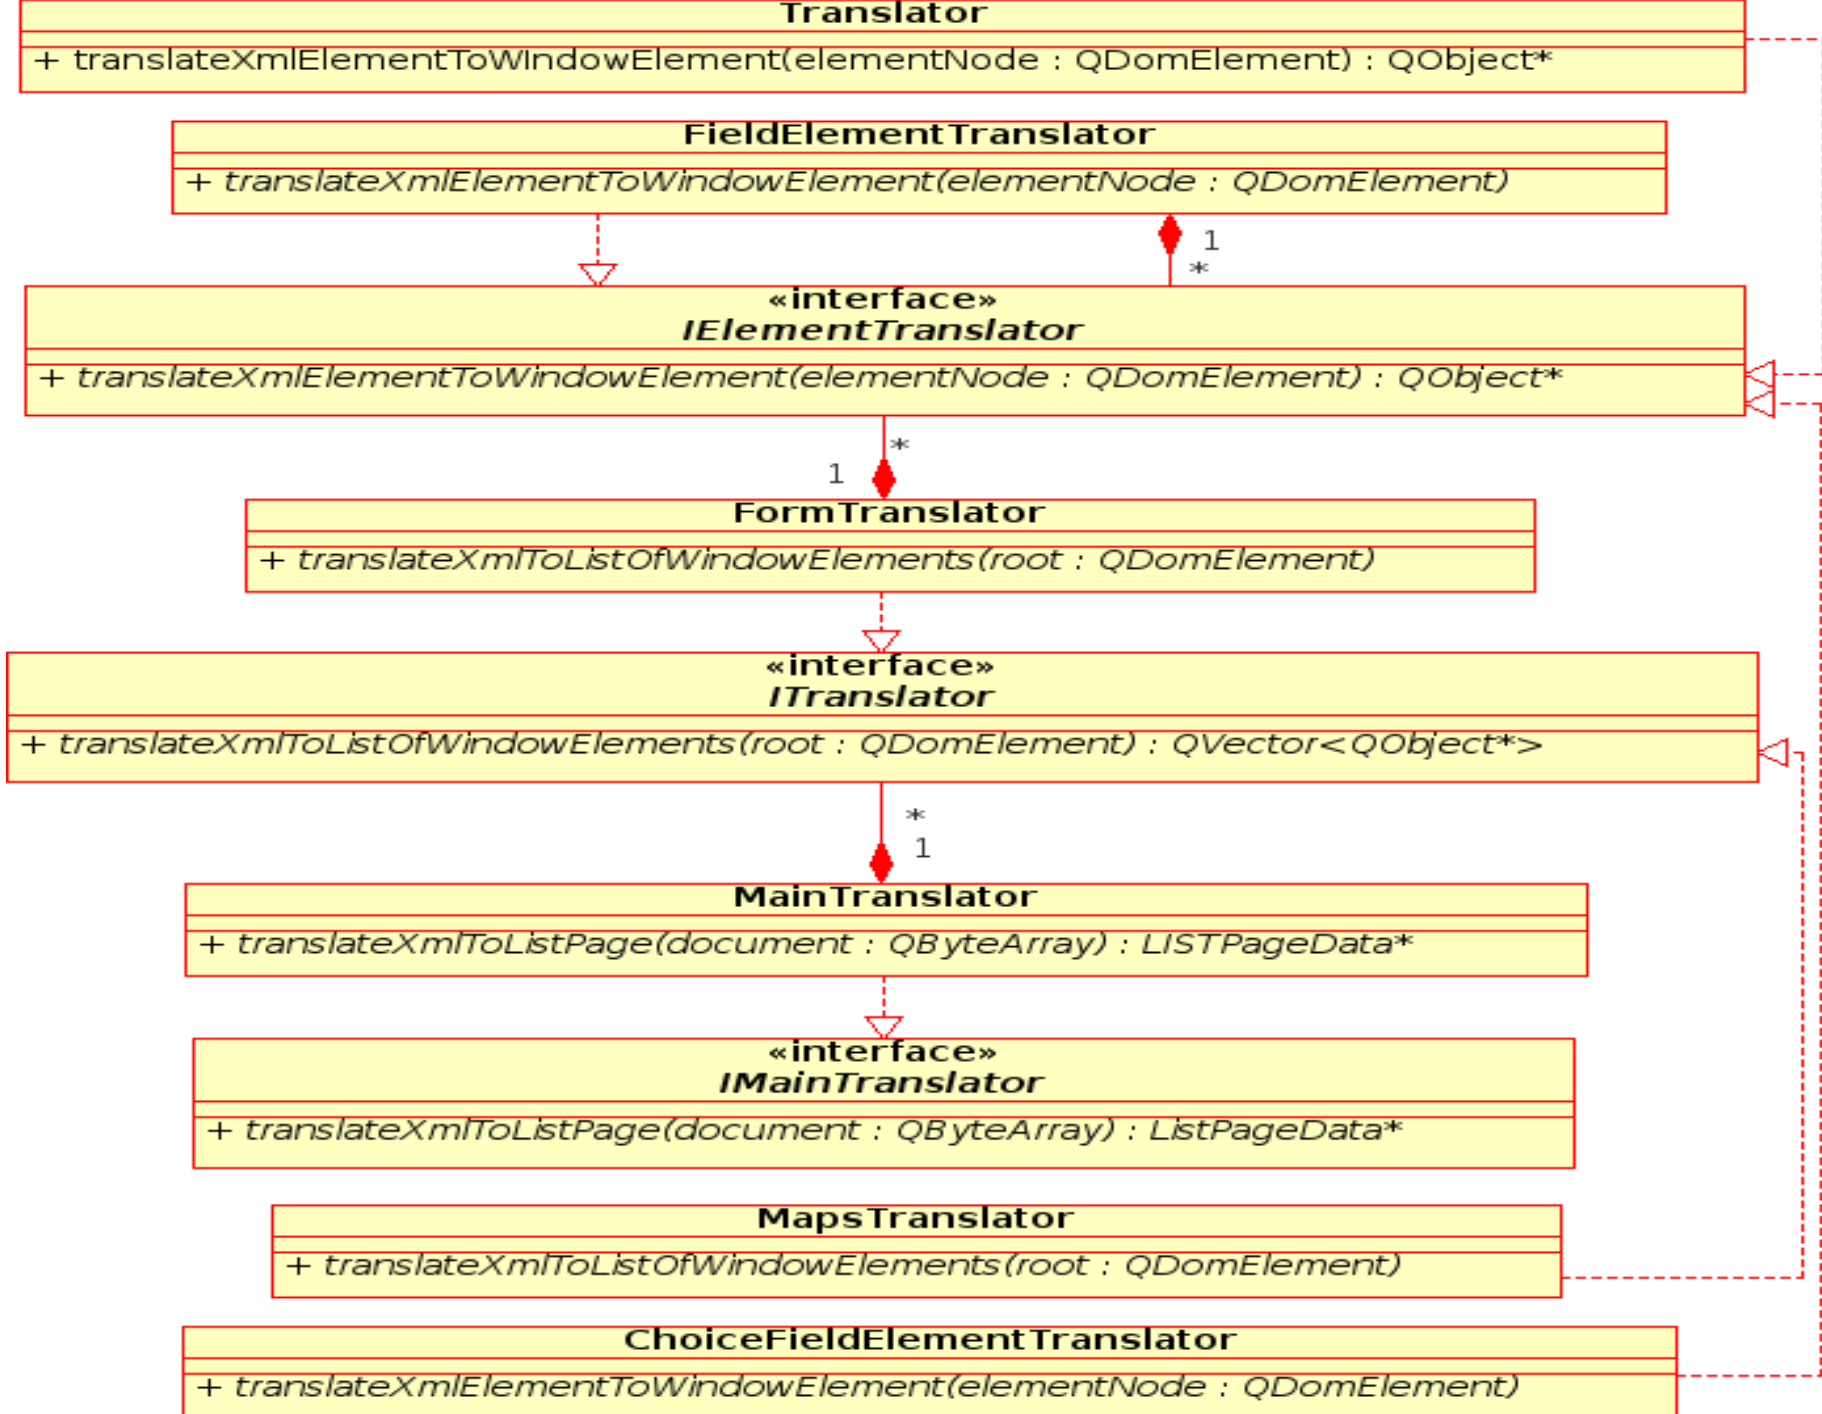 Translator
+ translateXmlElementToWIndowElement(elementNode : QDomElement) : QObject*
FieldElementTranslator
+ translateXmlElementToWindowElement(elementNode : QDomElement)
1
*
«interface»
IElementTranslator
+ translateXmlElementToWindowElement(elementNode : QDomElement) : QObject*
*
1
FormTranslator
+ translateXmlToListOfWindowElements(root : QDomElement)
«interface»
ITranslator
+ translateXmlToListOfWindowElements(root : QDomElement) : QVector<QObject*>
*
1
MainTranslator
+ translateXmlToListPage(document : QByteArray) : LISTPageData*
«interface»
IMainTranslator
+ translateXmlToListPage(document : QByteArray) : ListPageData*
MapsTranslator
+ translateXmlToListOfWindowElements(root : QDomElement)
ChoiceFieldElementTranslator
+ translateXmlElementToWindowElement(elementNode : QDomElement)